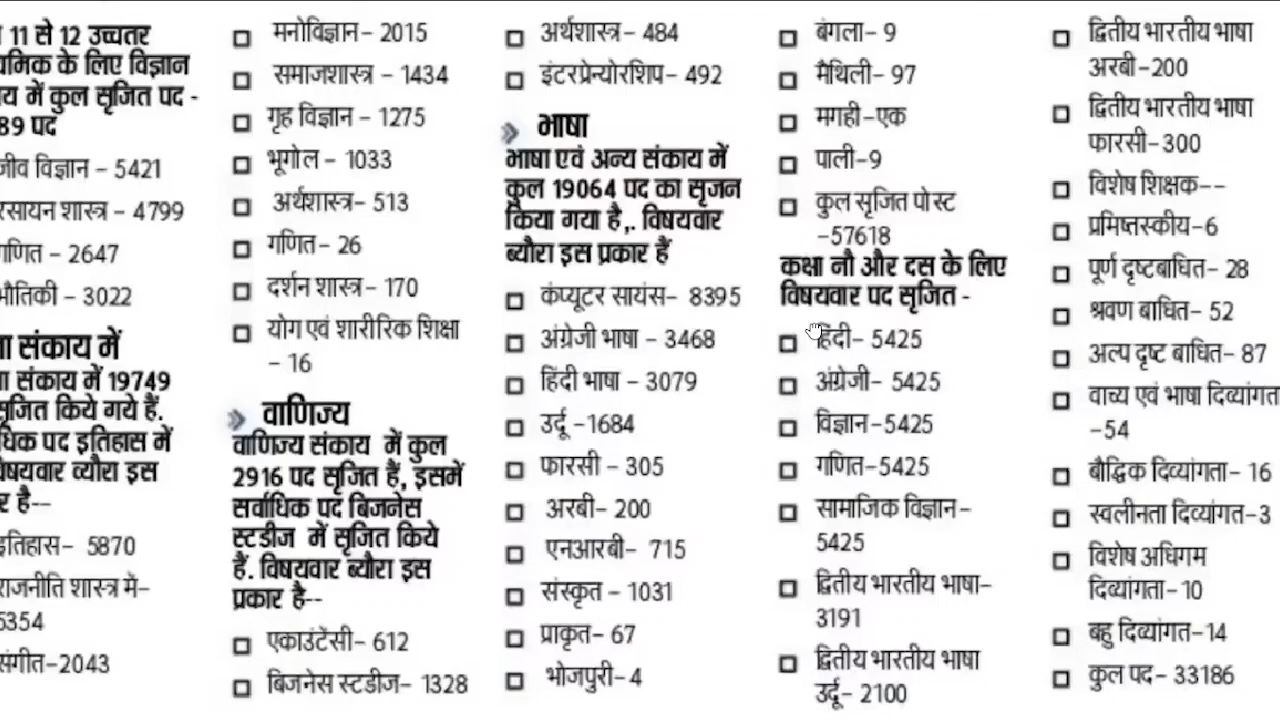 11 से 12 उच्चतर
के लिए विज्ञान
में कुल सृजित पद -
89 पद
जीव विज्ञान - 5421
रसायन शास्त्र - 4799
गणित - 2647
भौतिकी - 3022
संकाय में
संकाय में 19749
सृजित किये गये हैं.
पद इतिहास में
विषयवार ब्यौरा इस
है--
इतिहास- 5870
राजनीति शास्त्र मे-
5354
संगीत-2043
मनोविज्ञान- 2015
समाजशास्त्र - 1434
गृह विज्ञान - 1275
भूगोल - 1033
अर्थशास्त्र- 513
गणित- 26
दर्शन शास्त्र- 170
योग एवं शारीरिक शिक्षा
- 16
वाणिज्य
वाणिज्य संकाय में कुल
2916 पद सृजित हैं, इसमें
सर्वाधिक पद बिजनेस
स्टडीज में सृजित किये
हैं. विषयवार ब्यौरा इस
प्रकार है--
एकाउंटेंसी- 612
बिजनेस स्टडीज- 1328
अर्थशास्त्र - 484
इंटरप्रेन्योरशिप- 492
भाषा
भाषा एवं अन्य संकाय में
कुल 19064 पद का सृजन
किया गया है,. विषयवार
ब्यौरा इस प्रकार हैं
कंप्यूटर सायंस- 8395
अंग्रेजी भाषा - 3468
हिंदी भाषा - 3079
उर्दू -1684
फारसी - 305
अरबी- 200
एनआरबी- 715
संस्कृत - 1031
प्राकृत- 67
भोजपुरी-4
बंगला- 9
मैथिली- 97
मगही-एक
पाली-9
कुल सृजित पोस्ट
-57618
कक्षा नौ और दस के लिए
विषयवार पद सृजित -
हिंदी- 5425
अंग्रेजी- 5425
विज्ञान-5425
गणित-5425
सामाजिक विज्ञान-
5425
द्वितीय भारतीय भाषा-
3191
द्वितीय भारतीय भाषा
उर्दू- 2100
द्वितीय भारतीय भाषा
अरबी-200
द्वितीय भारतीय भाषा
फारसी-300
विशेष शिक्षक--
प्रमिष्तस्कीय-6
पूर्ण दृष्टबाधित- 28
श्रवण बाधित- 52
अल्प दृष्ट बाधित- 87
वाच्य एवं भाषा दिव्यांगत
-54
बौद्धिक दिव्यांगता- 16
स्वलीनता दिव्यांगत-3
विशेष अधिगम
दिव्यांगता- 10
बहु दिव्यांगत-14
कुल पद- 33186